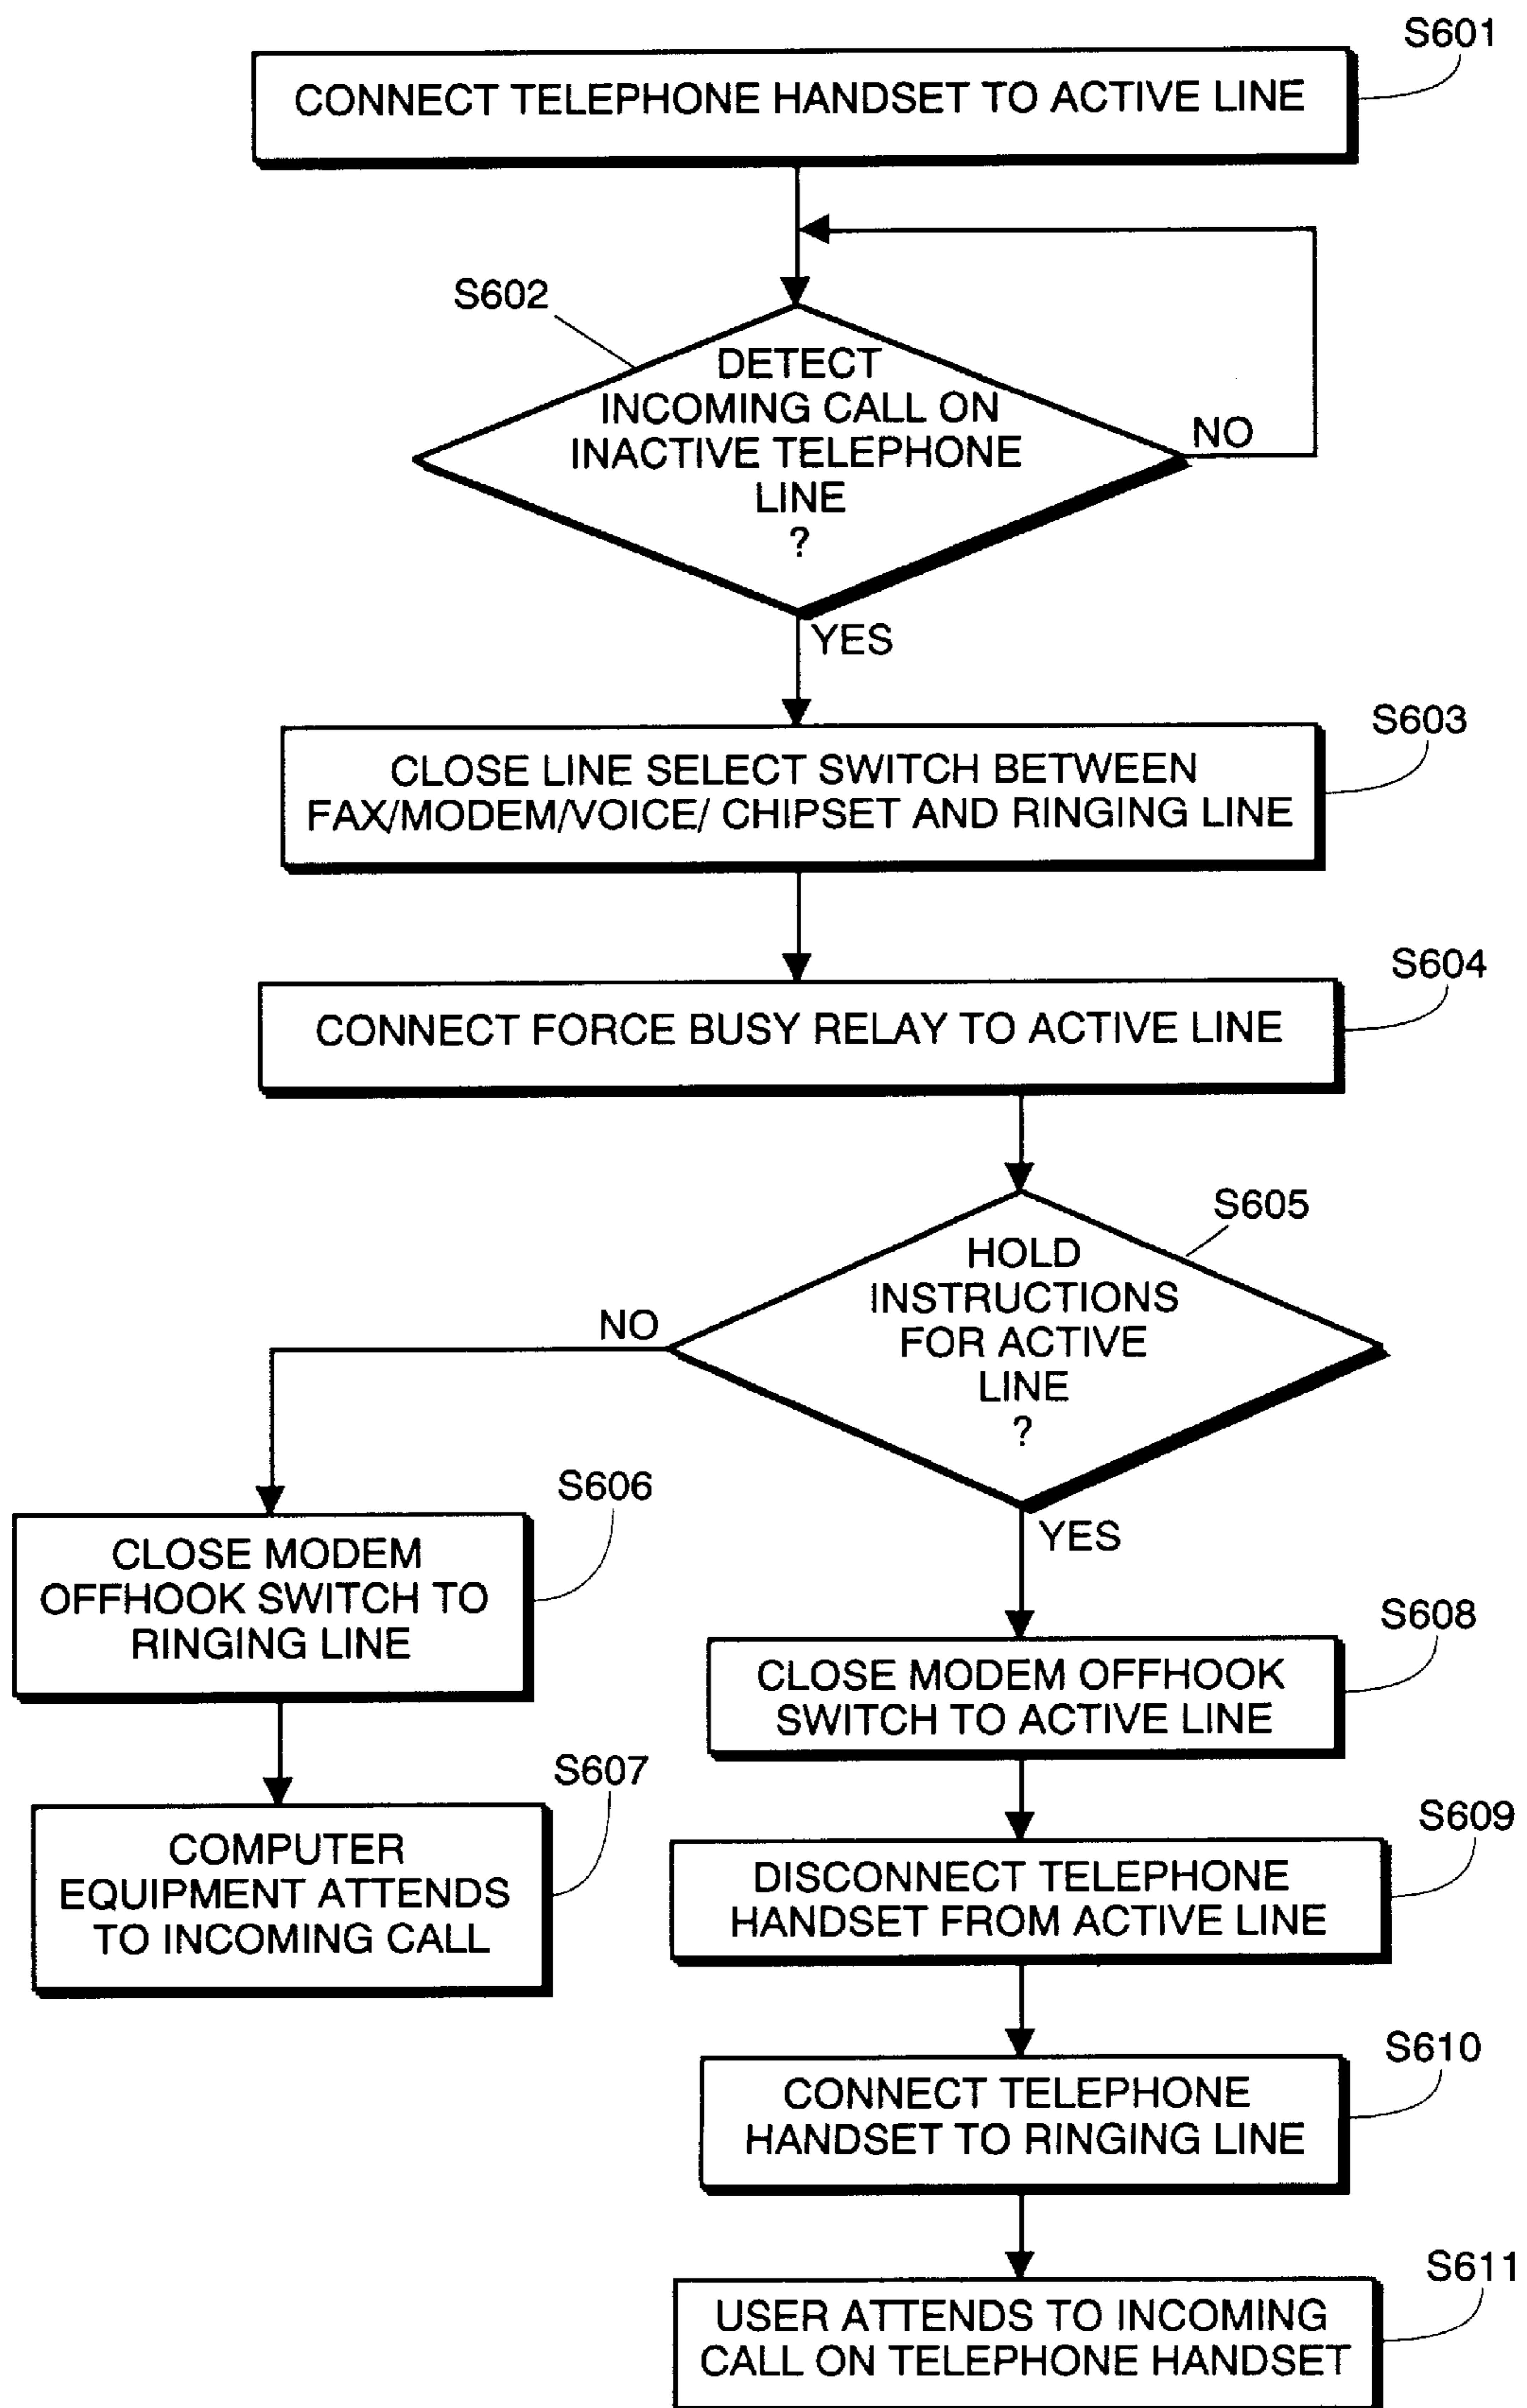 S601
CONNECT TELEPHONE HANDSET TO ACTIVE LINE
S602
DETECT
INCOMING CALL ON
INACTIVE TELEPHONE
LINE
?
NO
YES
S603
CLOSE LINE SELECT SWITCH BETWEEN
FAX/MODEM/VOICE/ CHIPSET AND RINGING LINE
S604
CONNECT FORCE BUSY RELAY TO ACTIVE LINE
S605
HOLD
INSTRUCTIONS
FOR ACTIVE
LINE
?
NO
YES
S606
CLOSE MODEM
OFFHOOK SWITCH TO
RINGING LINE
S607
COMPUTER
EQUIPMENT ATTENDS
TO INCOMING CALL
S608
CLOSE MODEM OFFHOOK
SWITCH TO ACTIVE LINE
S609
DISCONNECT TELEPHONE
HANDSET FROM ACTIVE LINE
S610
CONNECT TELEPHONE
HANDSET TO RINGING LINE
S611
USER ATTENDS TO INCOMING
CALL ON TELEPHONE HANDSET